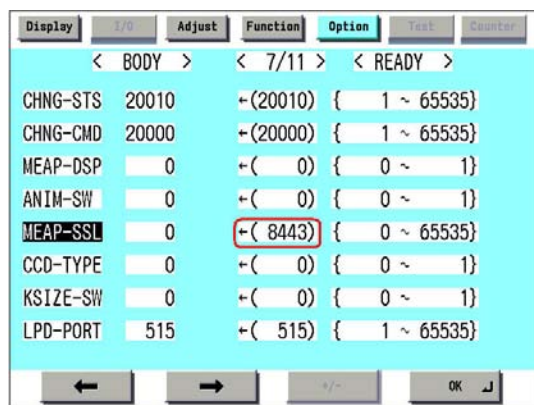 Display I/O Adjust Function Option Test Counter
< BODY > < 7/11 > < READY >
CHNG-STS 20010 ←(20010) { 1 ~ 65535}
CHNG-CMD 20000 ←(20000) { 1 ~ 65535}
MEAP-DSP 0 ←( 0) { 0 ~ 1}
ANIM-SW 0 ←( 0) { 0 ~ 1}
MEAP-SSL 0 ←( 8443) { 0 ~ 65535}
CCD-TYPE 0 ←( 0) { 0 ~ 1}
KSIZE-SW 0 ←( 0) { 0 ~ 1}
LPD-PORT 515 ←( 515) { 1 ~ 65535}
← → +/- OK ↵